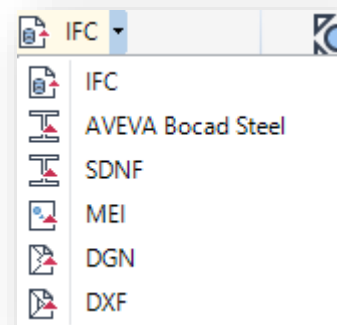 IFC
IFC
AVEVA Bocad Steel
SDNF
MEI
DGN
DXF